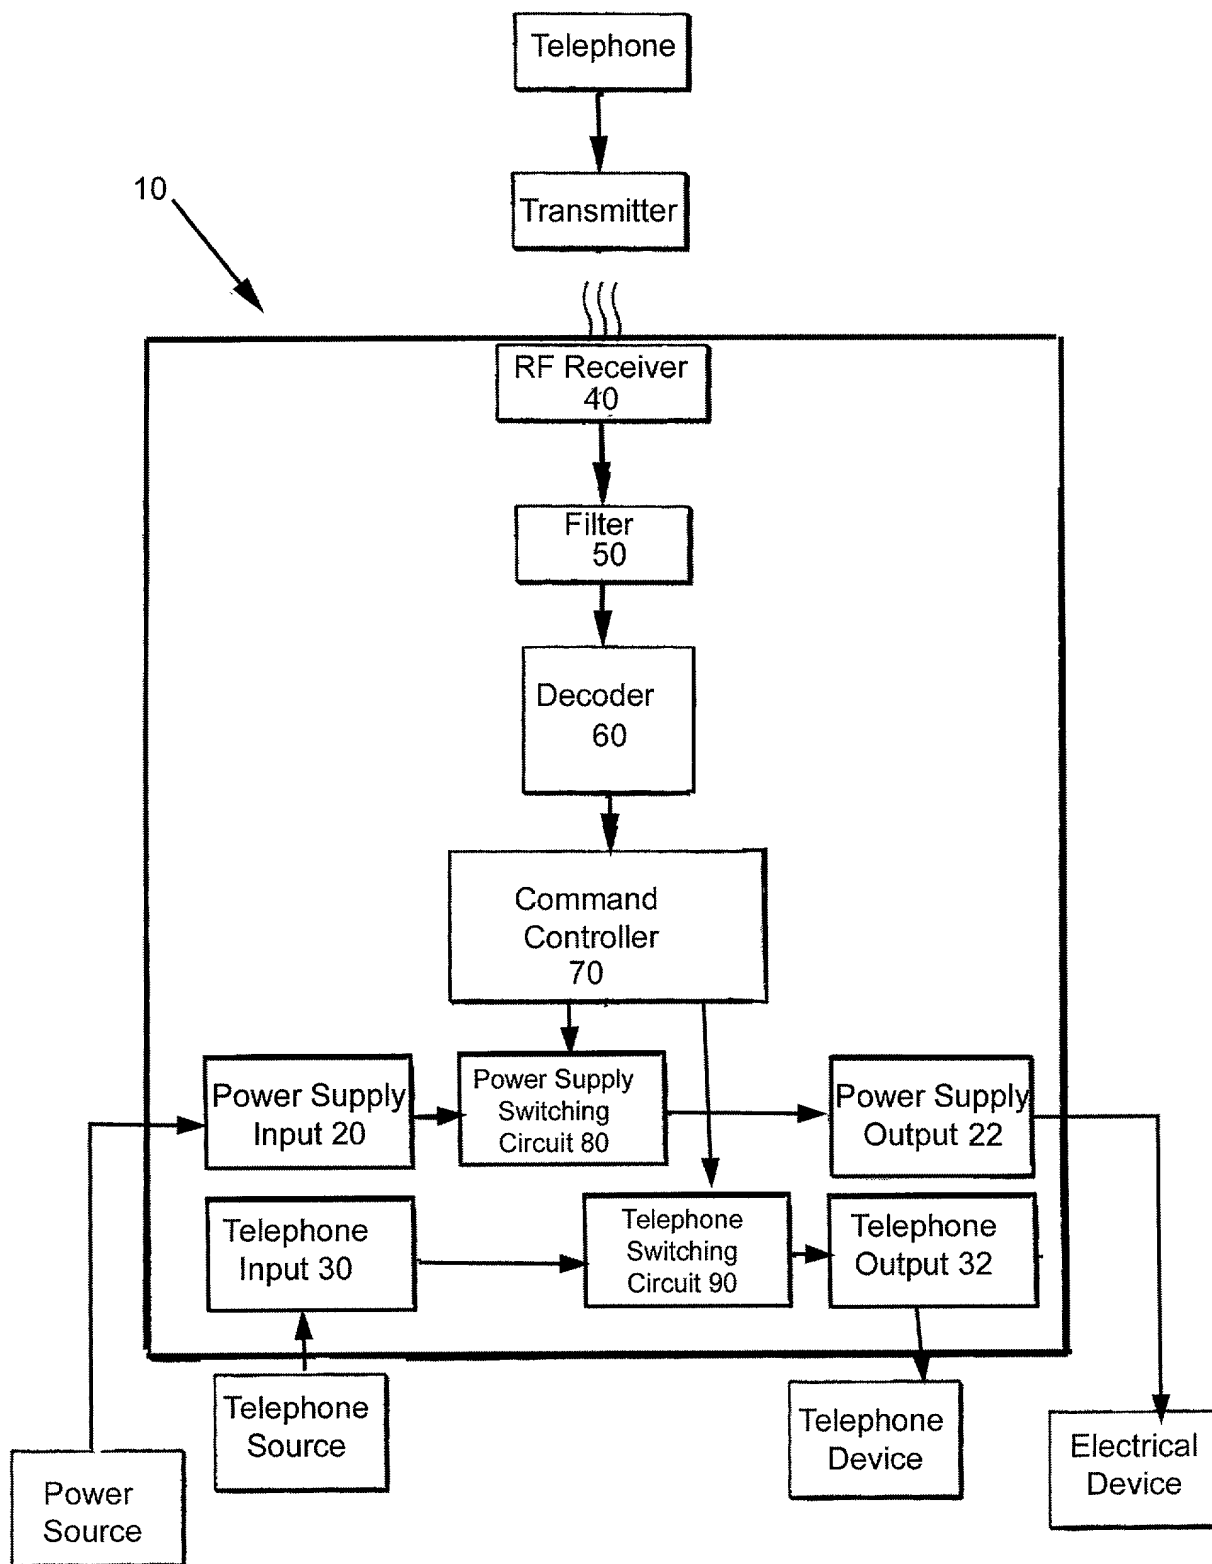 Telephone
10
Transmitter
RF Receiver
40
Filter
50
Decoder
60
Command
Controller
70
Power Supply
Input 20
Power Supply
Switching
Circuit 80
Power Supply
Output 22
Telephone
Input 30
Telephone
Switching
Circuit 90
Telephone
Output 32
Telephone
Source
Telephone
Device
Electrical
Device
Power
Source